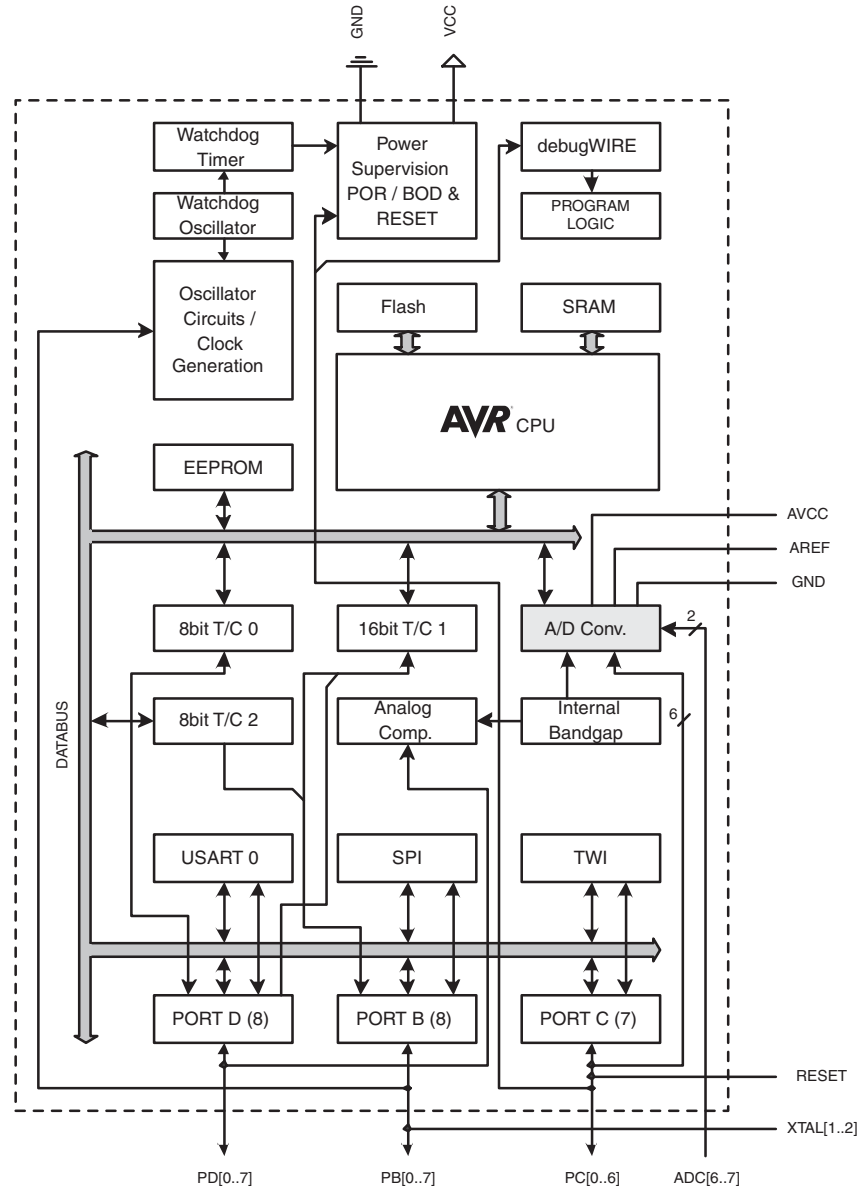 GND
VCC
Watchdog
Timer
Power
Supervision
POR / BOD &
RESET
debugWIRE
Watchdog
Oscillator
PROGRAM
LOGIC
Oscillator
Circuits /
Clock
Generation
Flash
SRAM
AVR CPU
EEPROM
AVCC
AREF
GND
8bit T/C 0
16bit T/C 1
A/D Conv.
2
DATABUS
8bit T/C 2
Analog
Comp.
Internal
Bandgap
6
USART 0
SPI
TWI
PORT D (8)
PORT B (8)
PORT C (7)
RESET
XTAL[1..2]
PD[0..7]
PB[0..7]
PC[0..6]
ADC[6..7]